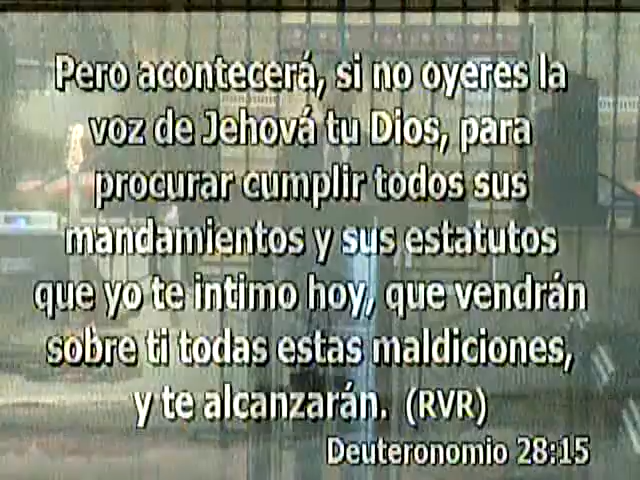 Pero acontecerá, si no oyeres la
voz de Jehová tu Dios, para
procurar cumplir todos sus
mandamientos y sus estatutos
que yo te intimo hoy, que vendrán
sobre ti todas estas maldiciones,
y te alcanzarán. (RVR)
Deuteronomio 28:15